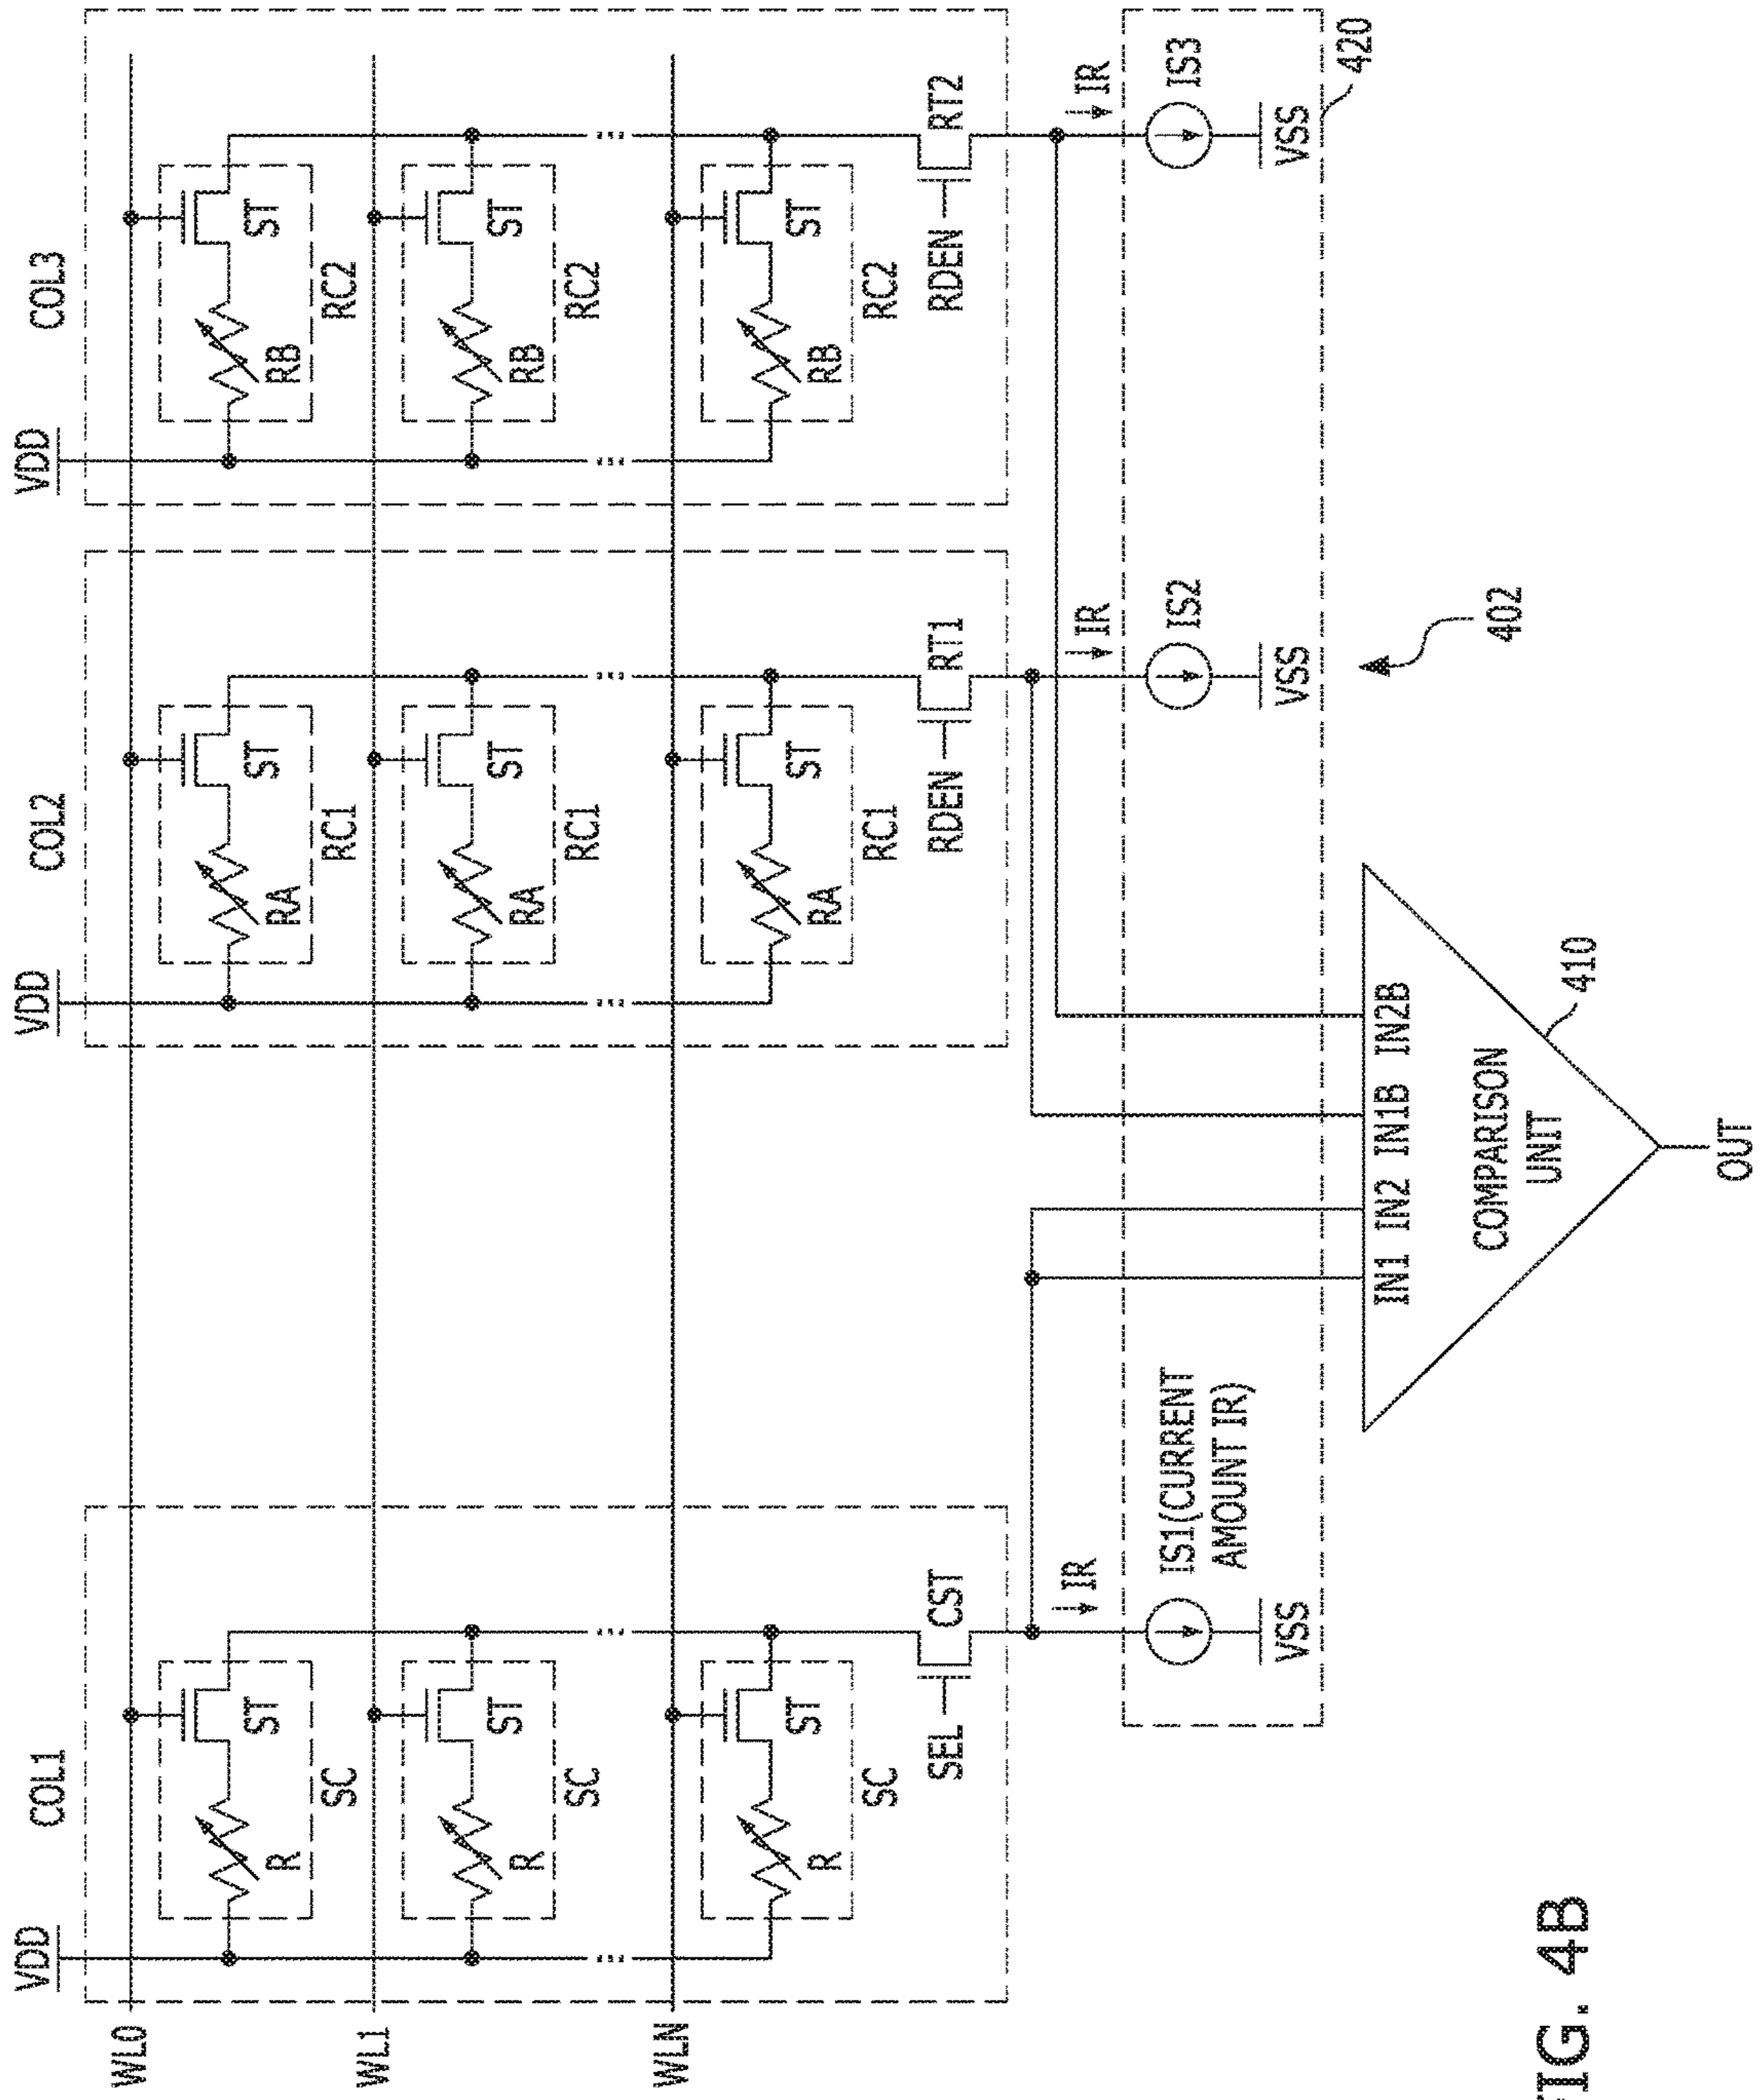 COL1
COL2
COL3
VDD
VDD
VDD
WL0
R
ST
RA
ST
RB
ST
SC
RC1
RC2
WL1
R
ST
RA
ST
RB
ST
SC
RC1
RC2
WLN
R
ST
RA
ST
RB
ST
SC
RC1
RC2
SEL
CST
RDEN
RT1
RDEN
RT2
IR
IR
IR
IS1(CURRENT
AMOUNT IR)
IS2
IS3
VSS
VSS
VSS
420
IN1 IN2 IN1B IN2B
402
COMPARISON
UNIT
410
OUT
FIG. 4B